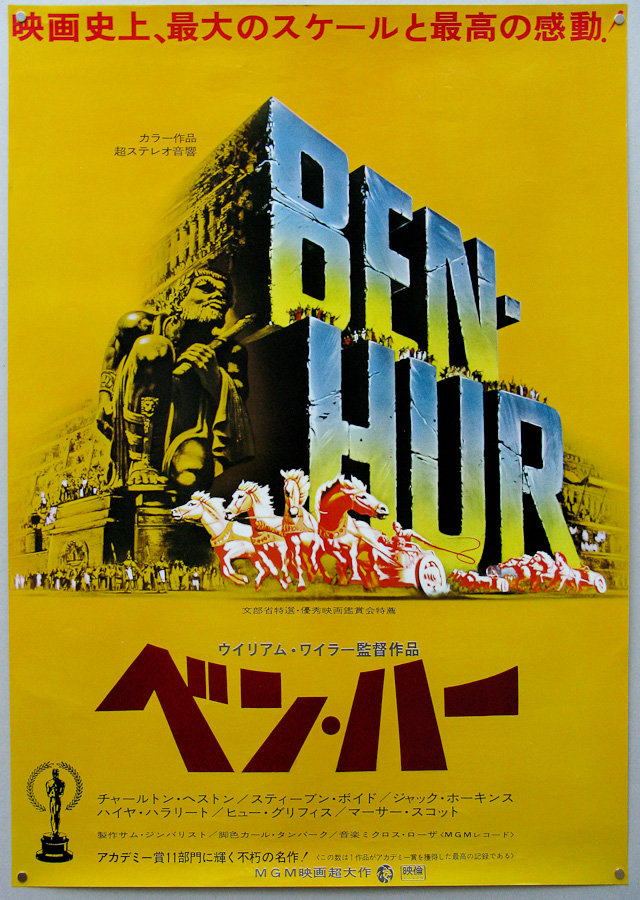 映画史上、最大のスケールと最高の感動！
カラー作品
超ステレオ音響
BEN-
HUR
文部省特選・優秀映画鑑賞会特薦
ウイリアム・ワイラー監督作品
ベン・ハー
チャールトン・ヘストン／スティーブン・ボイド／ジャック・ホーキンス
ハイヤ・ハラリート／ヒュー・グリフィス／マーサー・スコット
製作サム・ジンバリスト／脚色カール・タンバーク／音楽ミクロス・ローザ〈MGMレコード〉
アカデミー賞11部門に輝く不朽の名作！〈この数は1作品がアカデミー賞を獲得した最高の記録である〉
MGM映画超大作 映倫